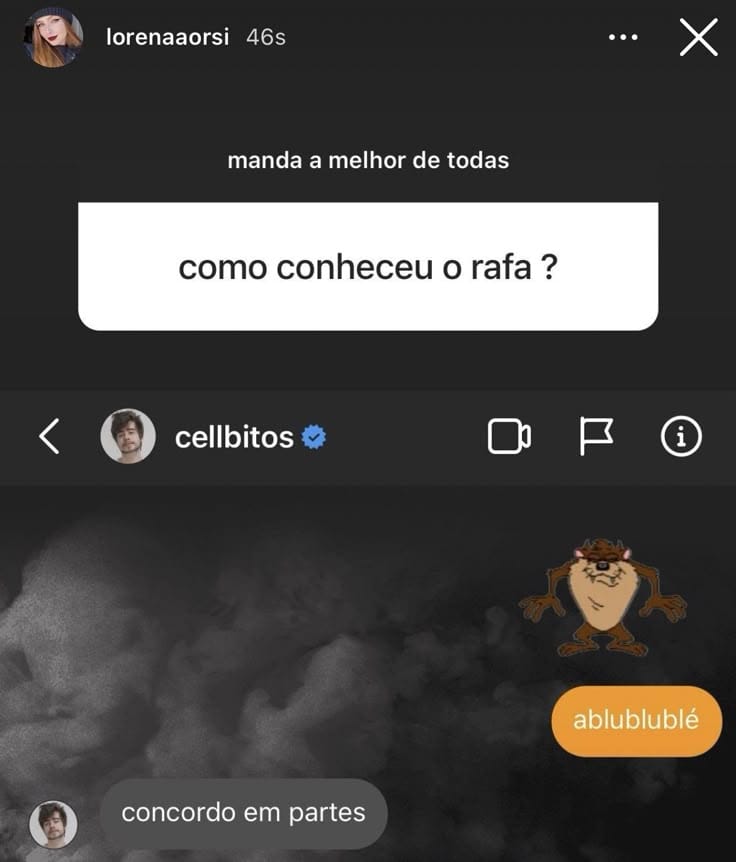 lorenaaorsi 46s
manda a melhor de todas
como conheceu o rafa ?
cellbitos
ablublublé
concordo em partes